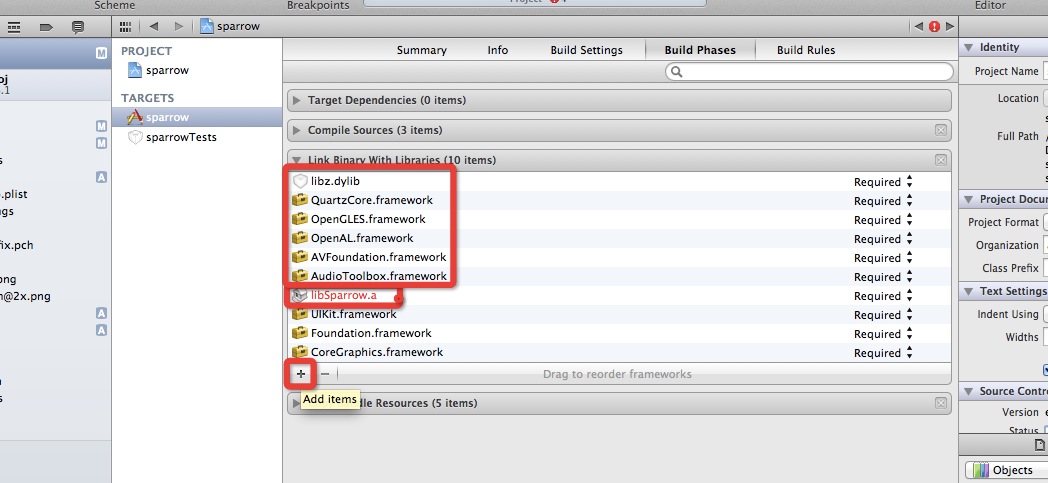 Scheme
Breakpoints
Project
Editor
sparrow
M
PROJECT
sparrow
TARGETS
sparrow
sparrowTests
oj
.1
M
M
s
A
.plist
ngs
fix.pch
ng
n@2x.png
A
A
s
Summary
Info
Build Settings
Build Phases
Build Rules
Target Dependencies (0 items)
Compile Sources (3 items)
Link Binary With Libraries (10 items)
libz.dylib Required
QuartzCore.framework Required
OpenGLES.framework Required
OpenAL.framework Required
AVFoundation.framework Required
AudioToolbox.framework Required
libSparrow.a Required
UIKit.framework Required
Foundation.framework Required
CoreGraphics.framework Required
+ −
Drag to reorder frameworks
Add items
dle Resources (5 items)
Identity
Project Name
Location
Full Path /
Project Docu
Project Format
Organization
Class Prefix
Text Settings
Indent Using
Widths
Source Contr
Version
Status
Objects